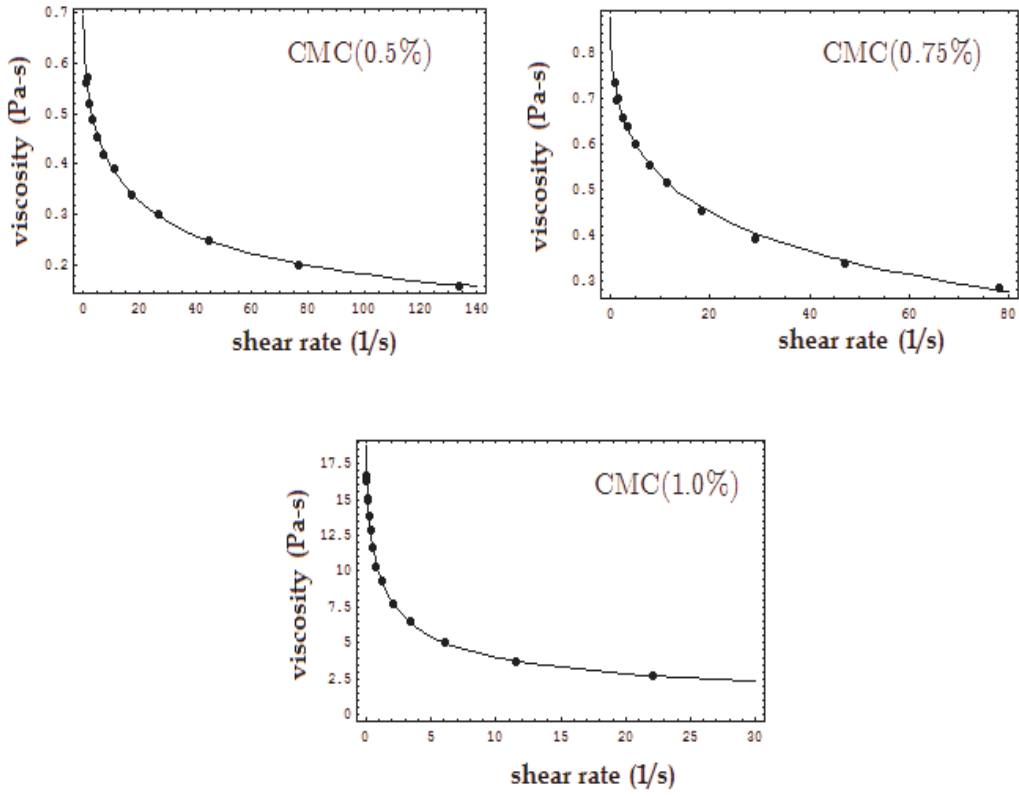 CMC(0.5%)
viscosity (Pa-s)
0.7
0.6
0.5
0.4
0.3
0.2
0 20 40 60 80 100 120 140
shear rate (1/s)
CMC(0.75%)
viscosity (Pa-s)
0.8
0.7
0.6
0.5
0.4
0.3
0 20 40 60 80
shear rate (1/s)
CMC(1.0%)
viscosity (Pa-s)
17.5
15
12.5
10
7.5
5
2.5
0
0 5 10 15 20 25 30
shear rate (1/s)